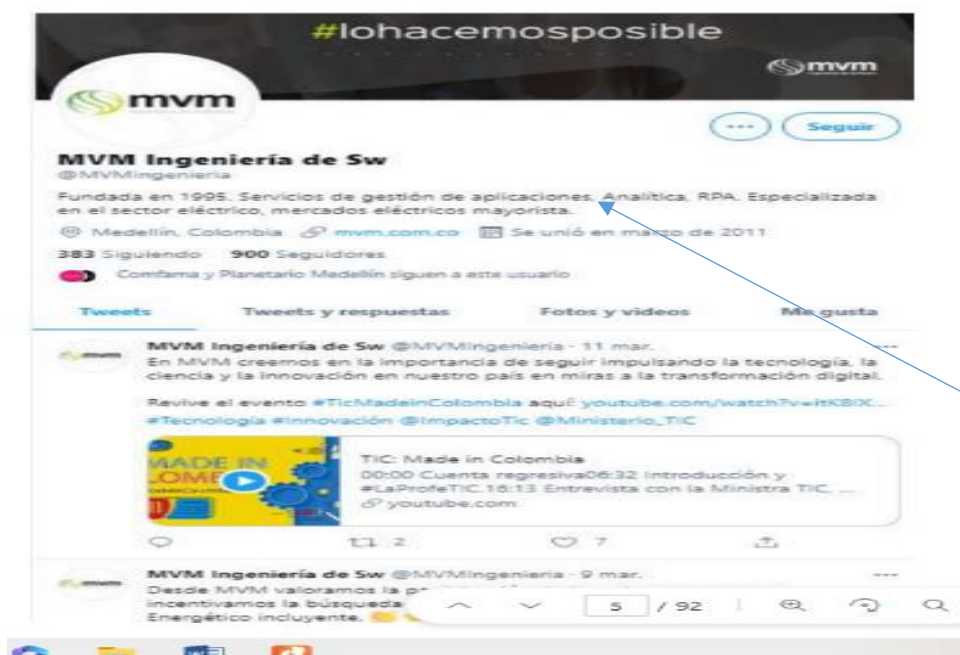 #lohacemosposible
mvm
mvm
Seguir
MVM Ingeniería de Sw
@MVMingenieria
Fundada en 1995. Servicios de gestión de aplicaciones. Analítica, RPA. Especializada
en el sector eléctrico, mercados eléctricos mayorista.
Medellín, Colombia mvm.com.co Se unió en marzo de 2011
383 Siguiendo 900 Seguidores
Comfama y Planetario Medellín siguen a este usuario
Tweets Tweets y respuestas Fotos y videos Me gusta
mvm
MVM Ingeniería de Sw @MVMingenieria · 11 mar.
En MVM creemos en la importancia de seguir impulsando la tecnología, la
ciencia y la innovación en nuestro país en miras a la transformación digital.
Revive el evento #TicMadeinColombia aquí: youtube.com/watch?
#Tecnología #Innovación @ImpactoTic @Ministerio_TIC
MADE IN
TIC: Made in Colombia
00:00 Cuenta regresiva06:32 Introducción y
#LaProfeTIC.16:13 Entrevista con la Ministra TIC, ...
youtube.com
2 7
mvm
MVM Ingeniería de Sw @MVMingenieria · 9 mar.
Desde MVM valoramos la
incentivamos la búsqueda
Energético incluyente.
5 / 92